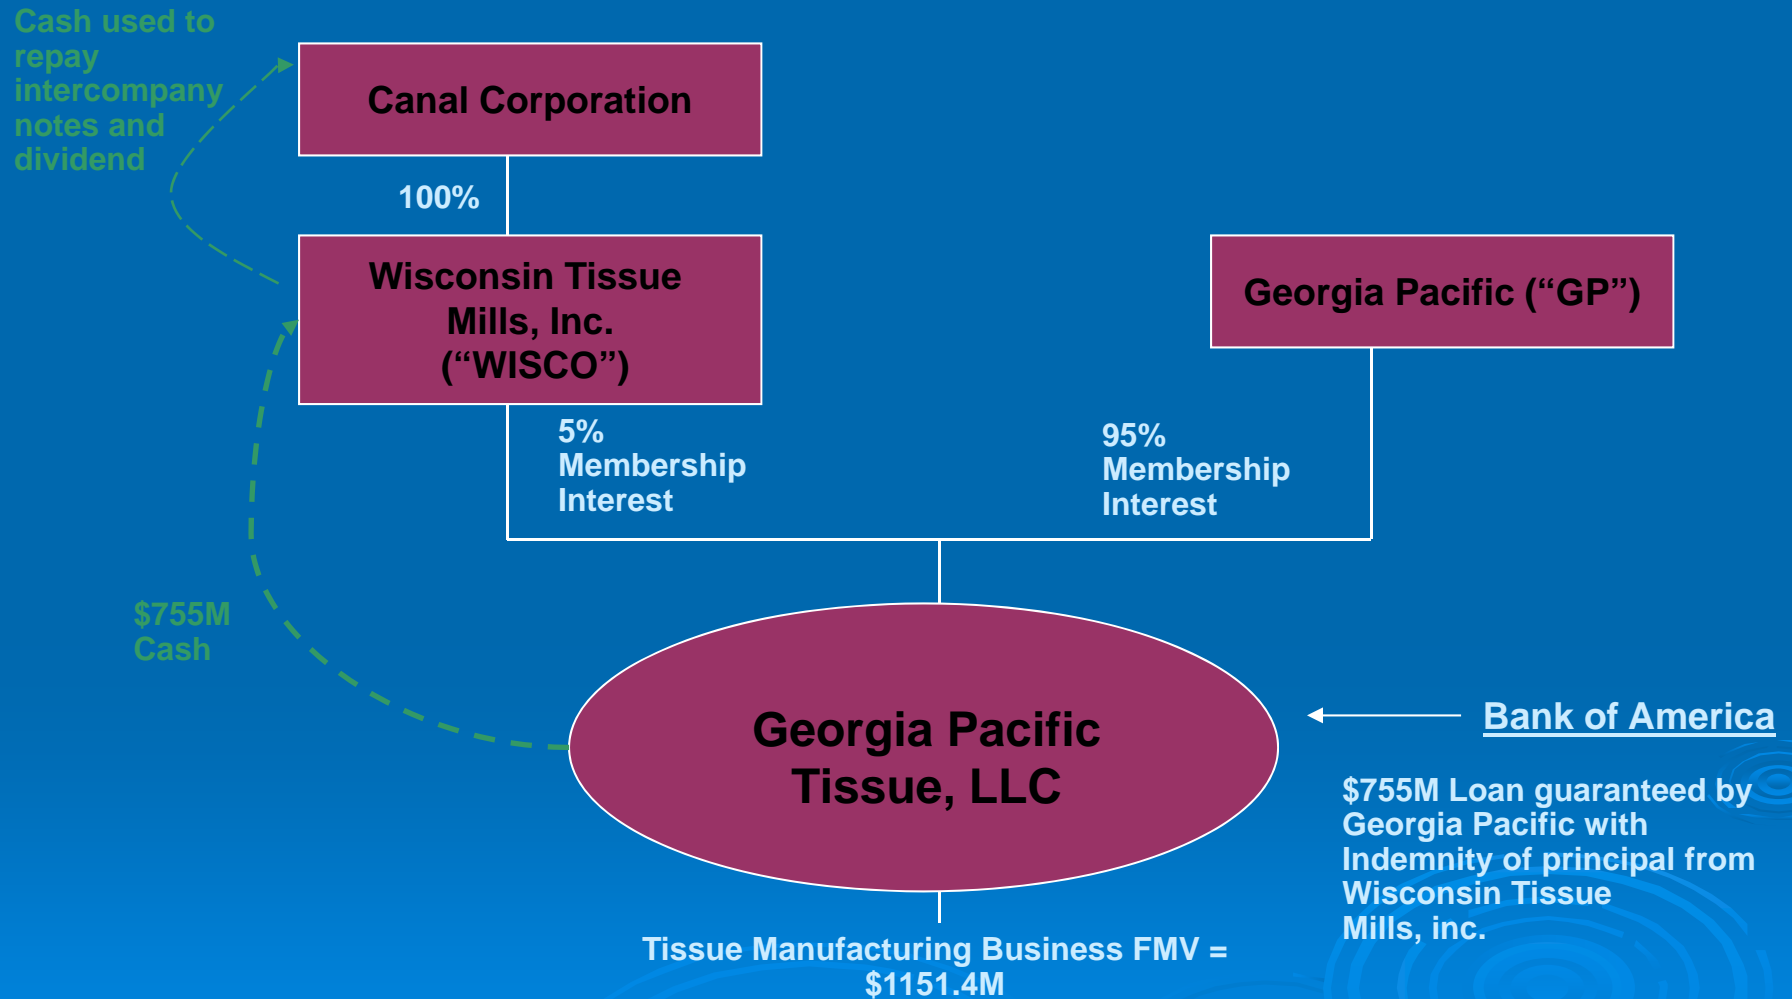 Cash used to
repay
intercompany
notes and
dividend
Canal Corporation
100%
Wisconsin Tissue
Mills, Inc.
(“WISCO”)
Georgia Pacific (“GP”)
5%
Membership
Interest
95%
Membership
Interest
$755M
Cash
Georgia Pacific
Tissue, LLC
Bank of America
$755M Loan guaranteed by
Georgia Pacific with
Indemnity of principal from
Wisconsin Tissue
Mills, inc.
Tissue Manufacturing Business FMV =
$1151.4M